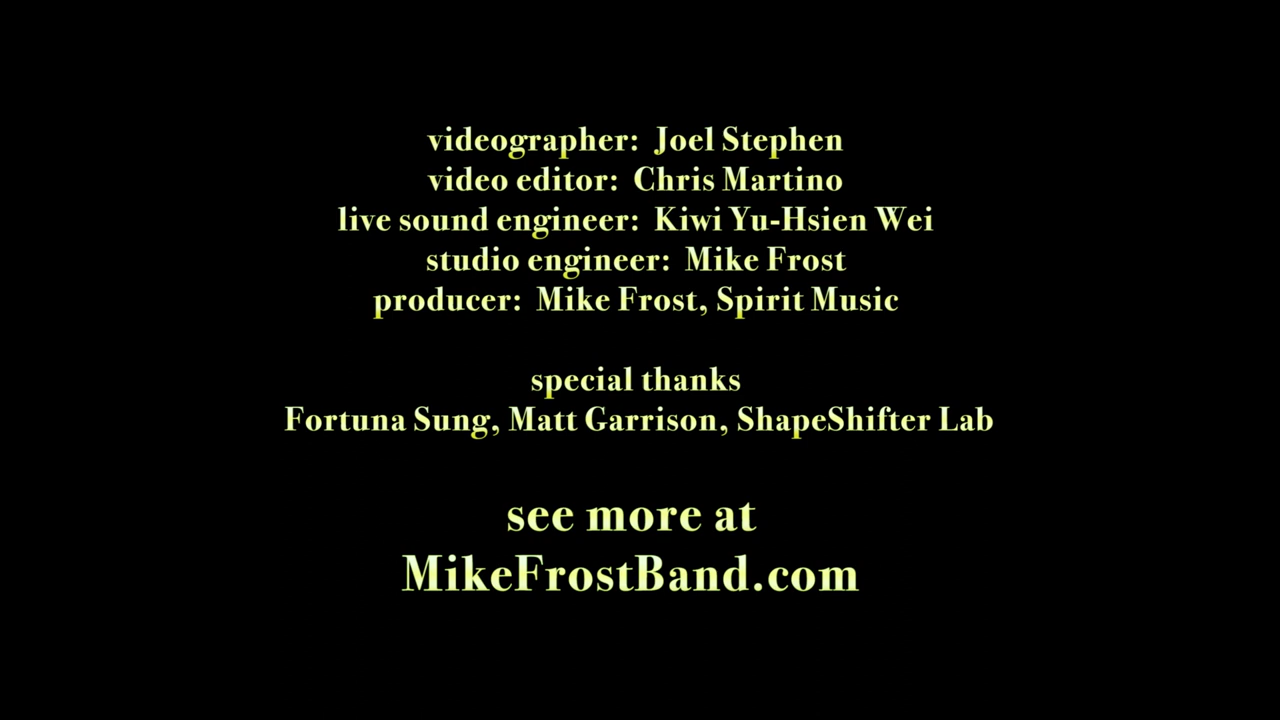 videographer: Joel Stephen
video editor: Chris Martino
live sound engineer: Kiwi Yu-Hsien Wei
studio engineer: Mike Frost
producer: Mike Frost, Spirit Music
special thanks
Fortuna Sung, Matt Garrison, ShapeShifter Lab
see more at
MikeFrostBand.com